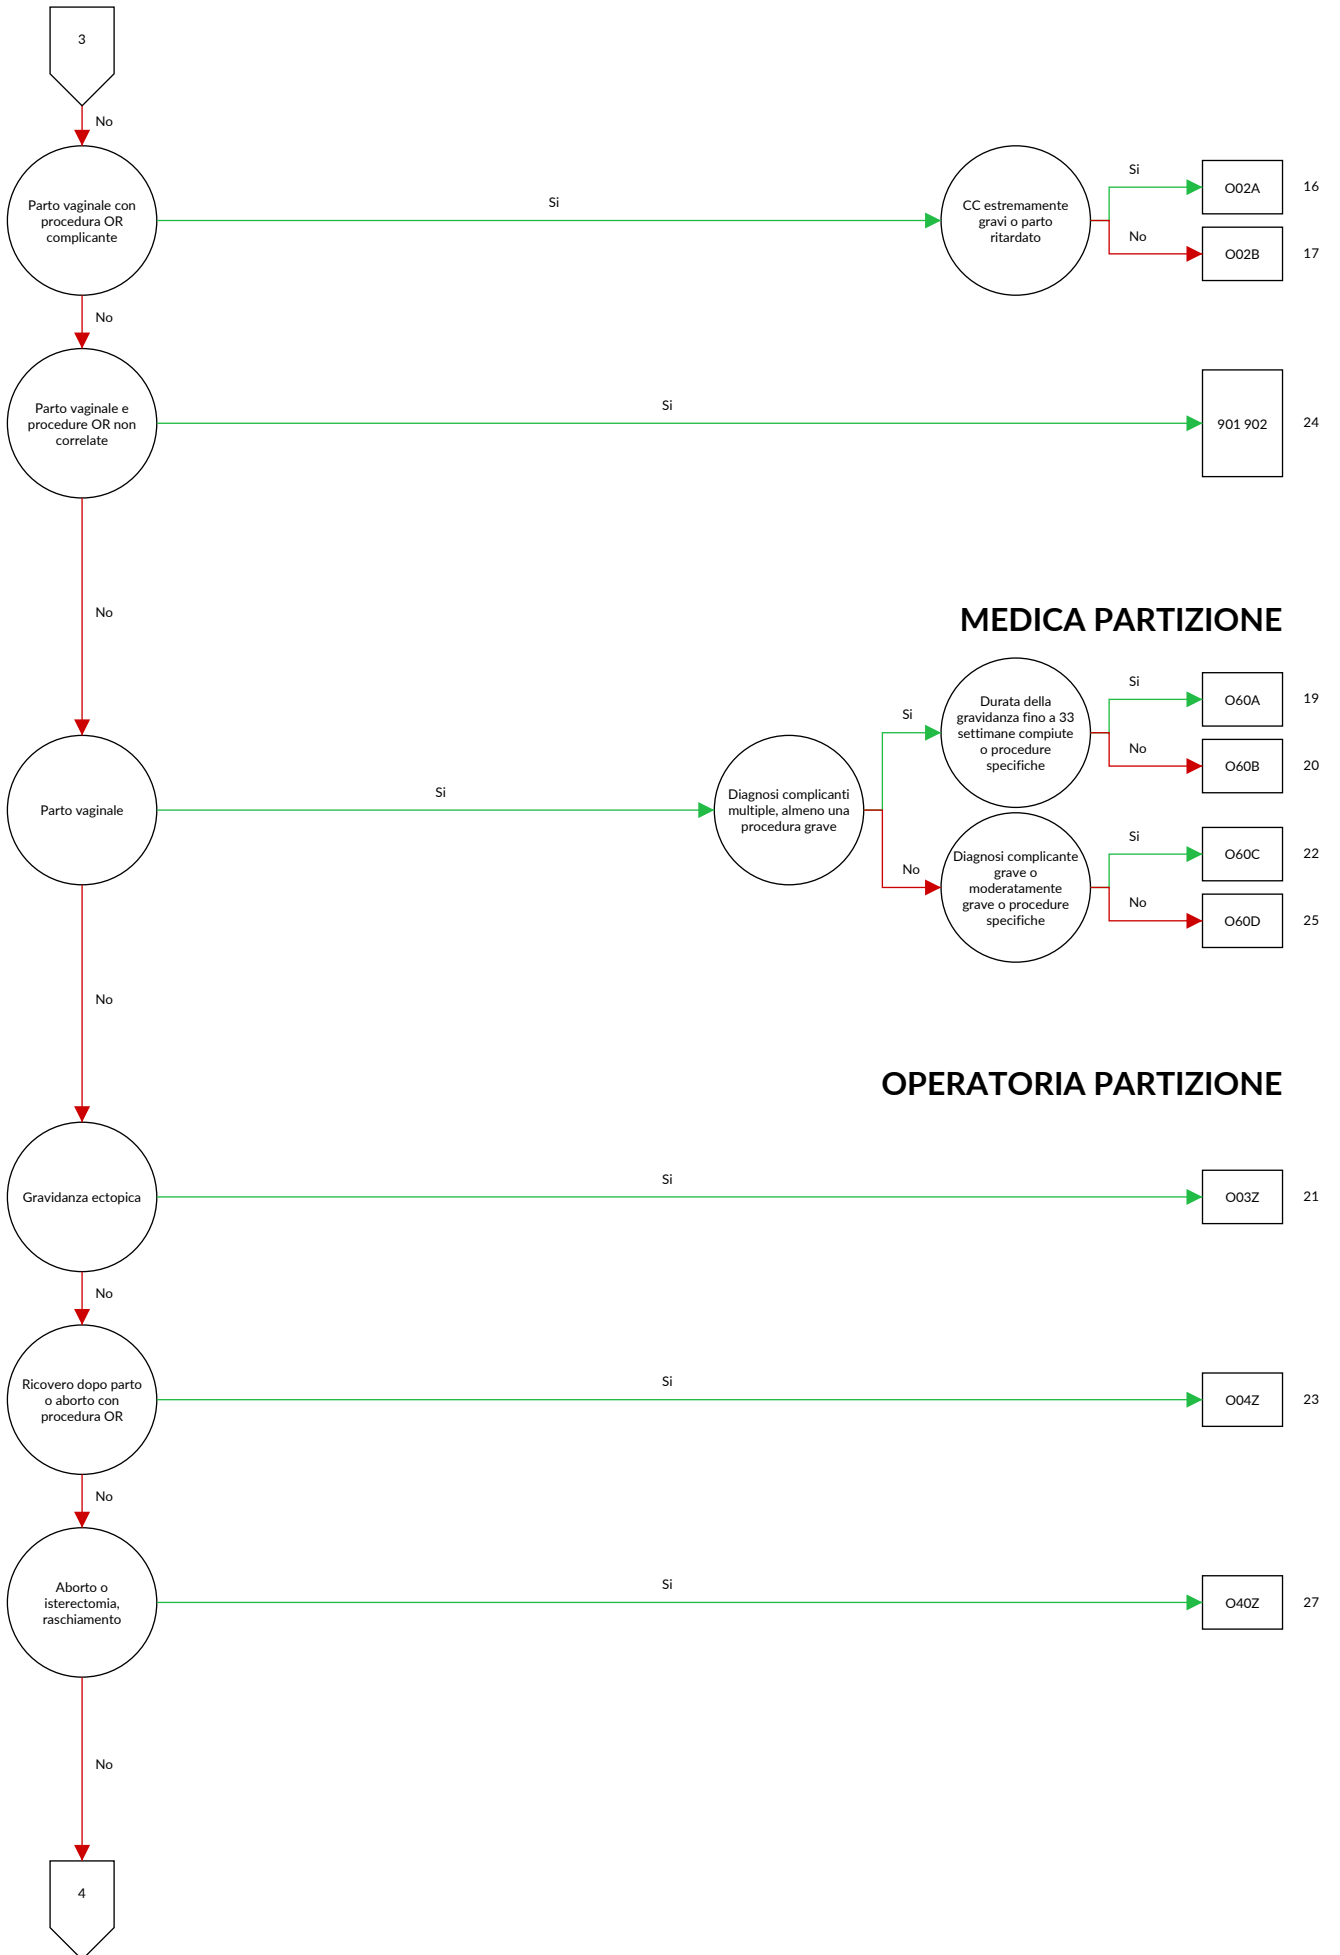 3
No
Parto vaginale con
procedura OR
complicante
Si
CC estremamente
gravi o parto
ritardato
Si
O02A
16
No
O02B
17
No
Parto vaginale e
procedure OR non
correlate
Si
901 902
24
No
MEDICA PARTIZIONE
Parto vaginale
Si
Diagnosi complicanti
multiple, almeno una
procedura grave
Si
Durata della
gravidanza fino a 33
settimane compiute
o procedure
specifiche
Si
O60A
19
No
O60B
20
No
Diagnosi complicante
grave o
moderatamente
grave o procedure
specifiche
Si
O60C
22
No
O60D
25
No
OPERATORIA PARTIZIONE
Gravidanza ectopica
Si
O03Z
21
No
Ricovero dopo parto
o aborto con
procedura OR
Si
O04Z
23
No
Aborto o
isterectomia,
raschiamento
Si
O40Z
27
No
4